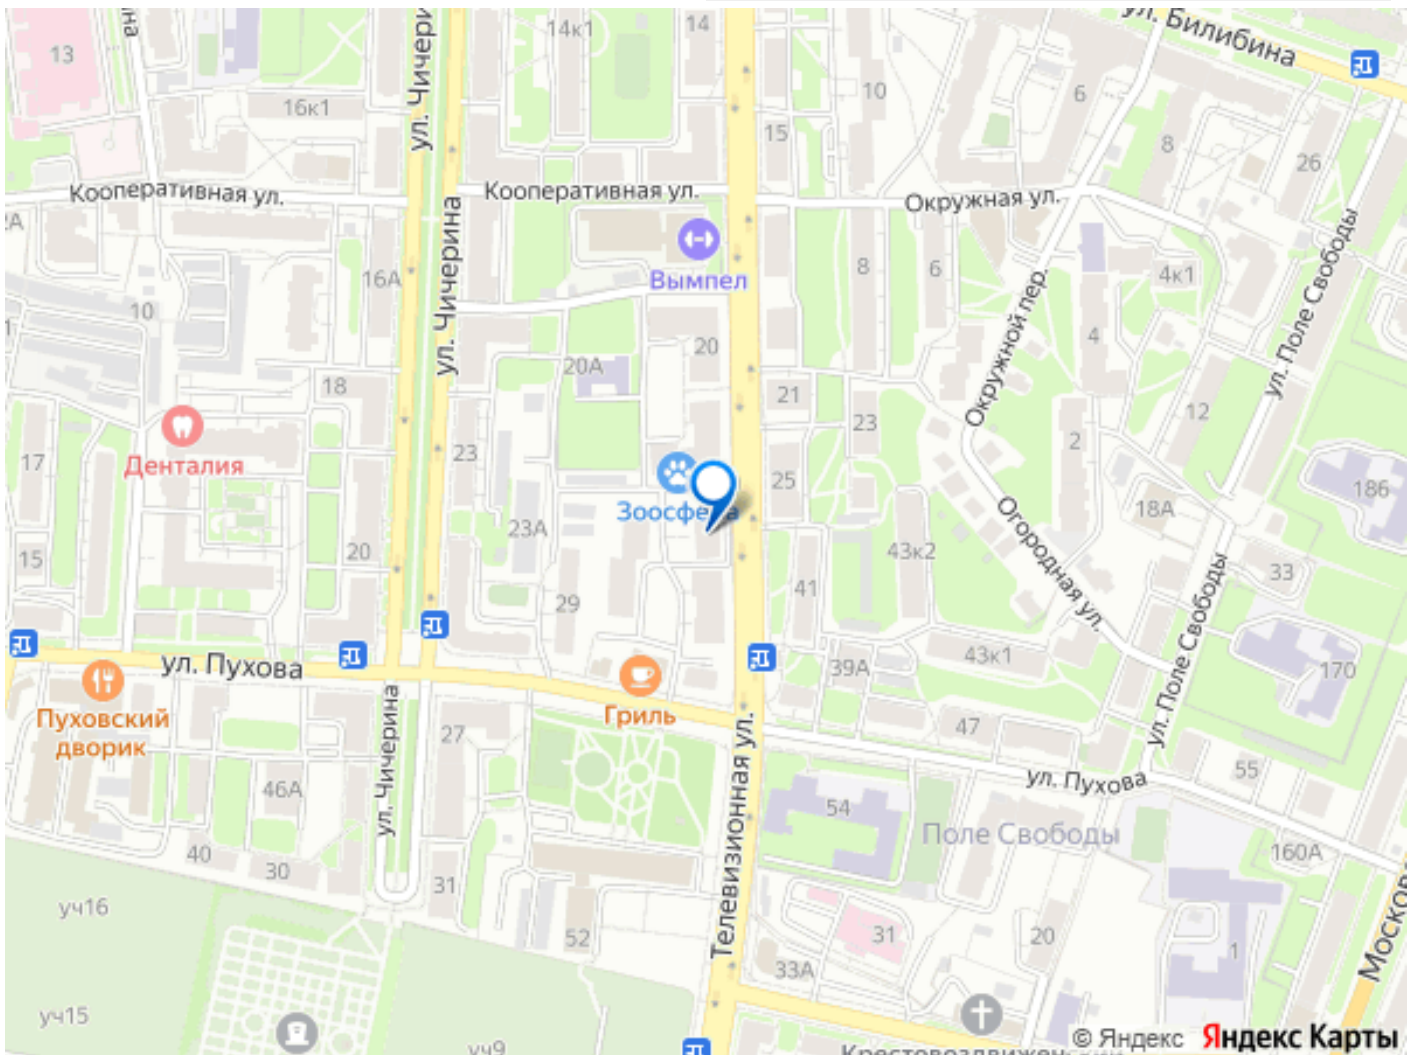 ул. Билибина
13
14к1
14
ул. Чичерина
10
6
16к1
15
8
26
Кооперативная ул.
Кооперативная ул.
Окружная ул.
Вымпел
ул. Чичерина
16А
8
6
4к1
ул. Поле Свободы
10
Окружной пер.
20
4
20А
18
21
12
23
2
Денталия
17
23
25
186
Зоосфера
18А
Огородная ул.
23А
43к2
15
20
33
41
29
ул. Поле Свободы
43к1
ул. Пухова
39А
170
Пуховский
дворик
Гриль
47
27
ул. Чичерина
Телевизионная ул.
55
ул. Пухова
46А
54
Поле Свободы
40
30
160А
31
уч16
52
31
20
1
33А
уч15
уч9
© Яндекс Яндекс Карты